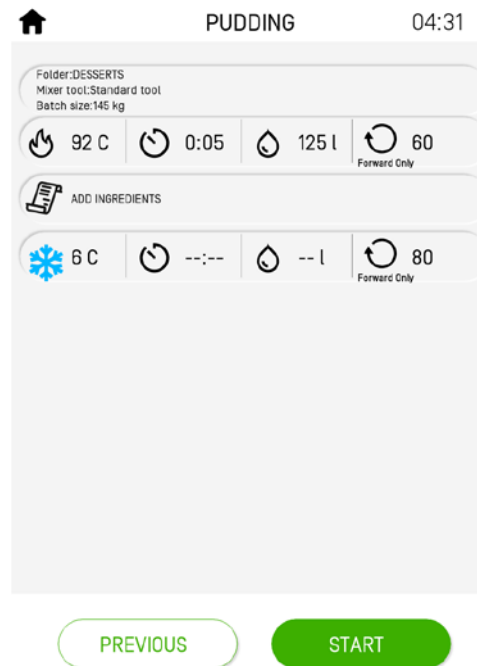 PUDDING 04:31
Folder:DESSERTS
Mixer tool:Standard tool
Batch size:145 kg
92 C 0:05 125 l 60
Forward Only
ADD INGREDIENTS
6 C --:-- -- l 80
Forward Only
PREVIOUS START